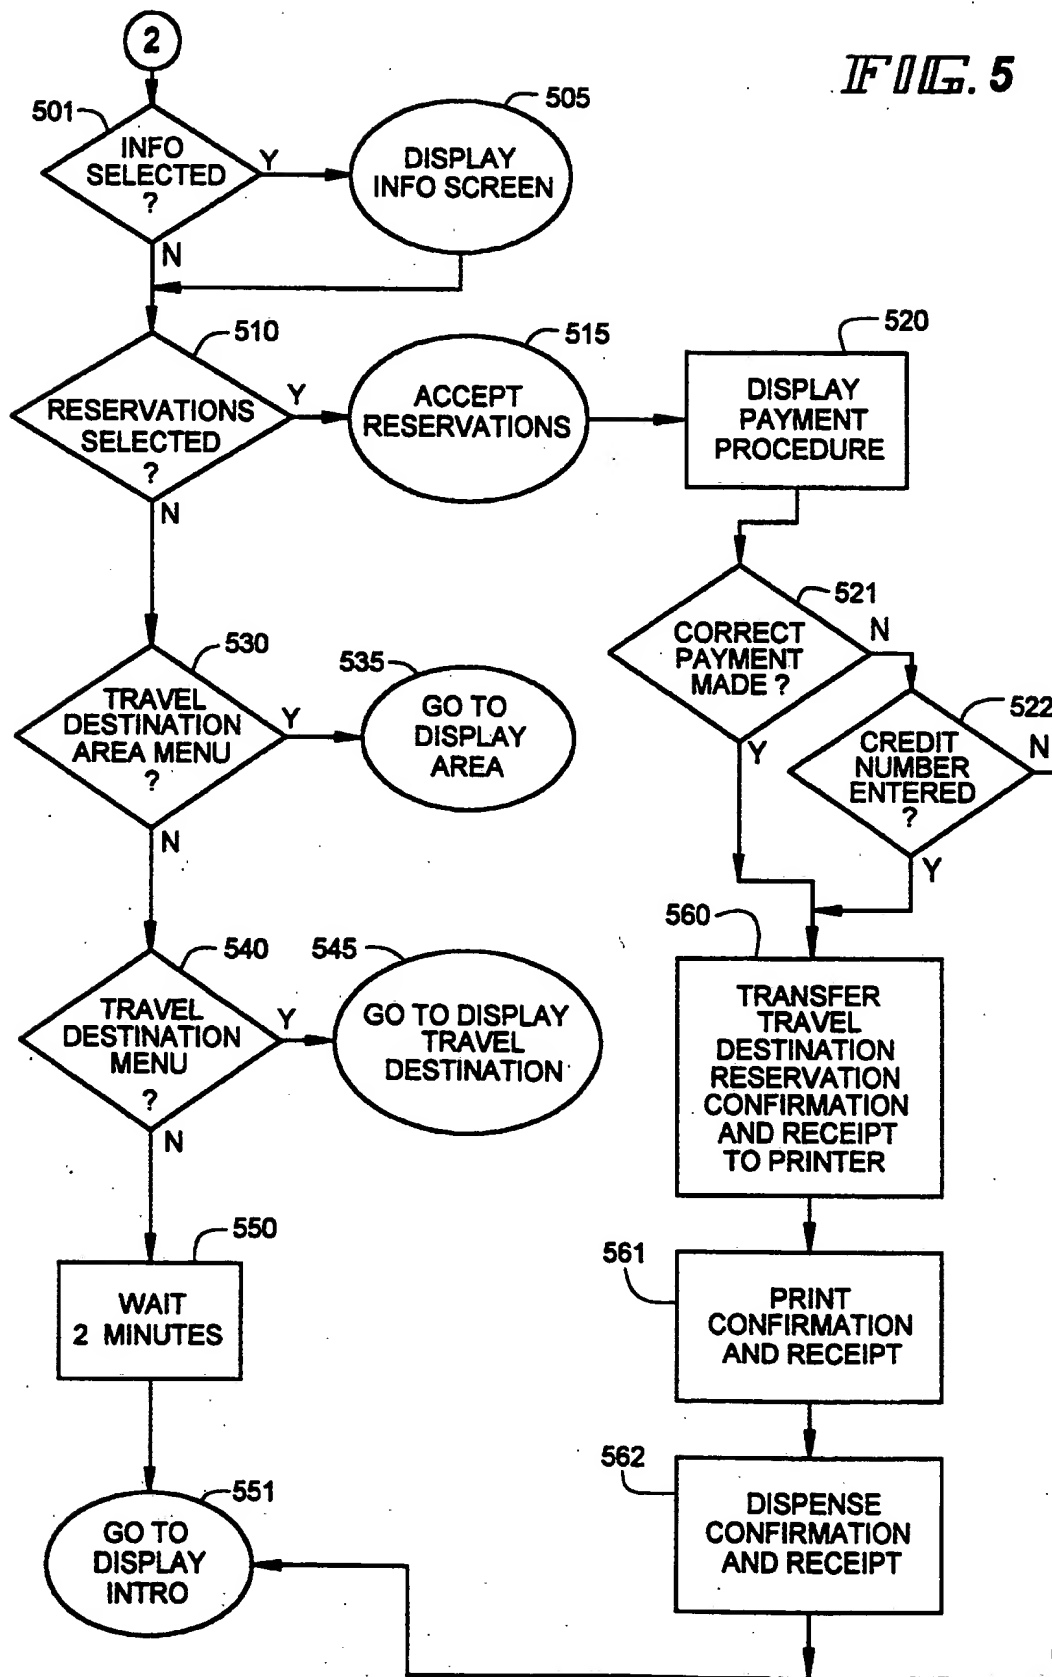 2
FIG. 5
501
INFO
SELECTED
?
Y
N
505
DISPLAY
INFO SCREEN
510
RESERVATIONS
SELECTED
?
Y
N
515
ACCEPT
RESERVATIONS
520
DISPLAY
PAYMENT
PROCEDURE
521
CORRECT
PAYMENT
MADE ?
N
Y
522
CREDIT
NUMBER
ENTERED
?
N
Y
530
TRAVEL
DESTINATION
AREA MENU
?
Y
N
535
GO TO
DISPLAY
AREA
540
TRAVEL
DESTINATION
MENU
?
Y
N
545
GO TO DISPLAY
TRAVEL
DESTINATION
550
WAIT
2 MINUTES
551
GO TO
DISPLAY
INTRO
560
TRANSFER
TRAVEL
DESTINATION
RESERVATION
CONFIRMATION
AND RECEIPT
TO PRINTER
561
PRINT
CONFIRMATION
AND RECEIPT
562
DISPENSE
CONFIRMATION
AND RECEIPT